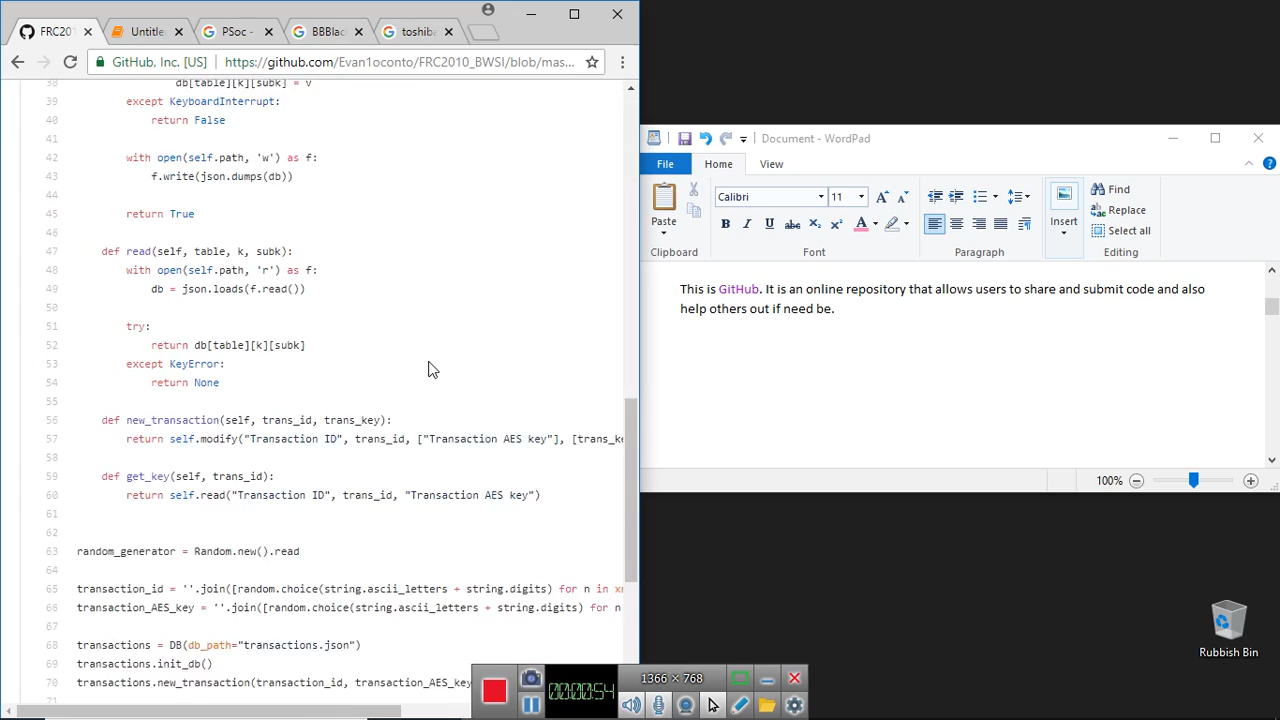 FRC201
Untitle
PSoc -
BBBlac
toshiba
GitHub, Inc. [US]
https://github.com/Evan1oconto/FRC2010_BWSI/blob/mas...
38 db[table][k][subk] = v
39 except KeyboardInterrupt:
40 return False
41
42 with open(self.path, 'w') as f:
43 f.write(json.dumps(db))
44
45 return True
46
47 def read(self, table, k, subk):
48 with open(self.path, 'r') as f:
49 db = json.loads(f.read())
50
51 try:
52 return db[table][k][subk]
53 except KeyError:
54 return None
55
56 def new_transaction(self, trans_id, trans_key):
57 return self.modify("Transaction ID", trans_id, ["Transaction AES key"], [trans_ke
58
59 def get_key(self, trans_id):
60 return self.read("Transaction ID", trans_id, "Transaction AES key")
61
62
63 random_generator = Random.new().read
64
65 transaction_id = ''.join([random.choice(string.ascii_letters + string.digits) for n in xr
66 transaction_AES_key = ''.join([random.choice(string.ascii_letters + string.digits) for n
67
68 transactions = DB(db_path="transactions.json")
69 transactions.init_db()
70 transactions.new_transaction(transaction_id, transaction_AES_key
71
Document - WordPad
File Home View
Paste
Clipboard
Calibri 11
B I U abc X₂ X² A
Font
Paragraph
Insert
Find
Replace
Select all
Editing
This is GitHub. It is an online repository that allows users to share and submit code and also
help others out if need be.
100%
Rubbish Bin
1366 × 768
00:00:54